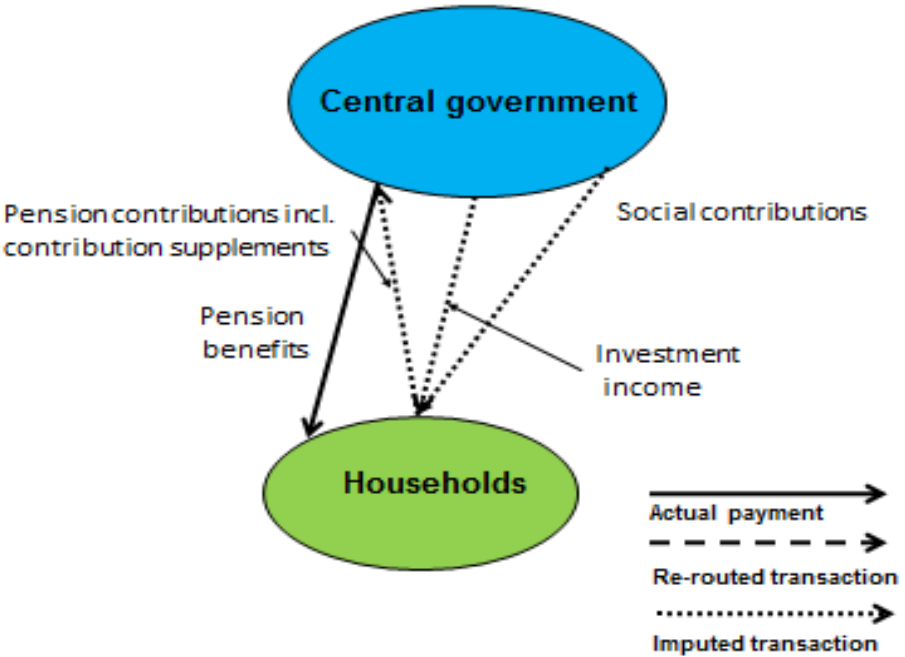 Central government
Pension contributions incl.
contribution supplements
Social contributions
Pension
benefits
Investment
income
Households
Actual payment
Re-routed transaction
Imputed transaction